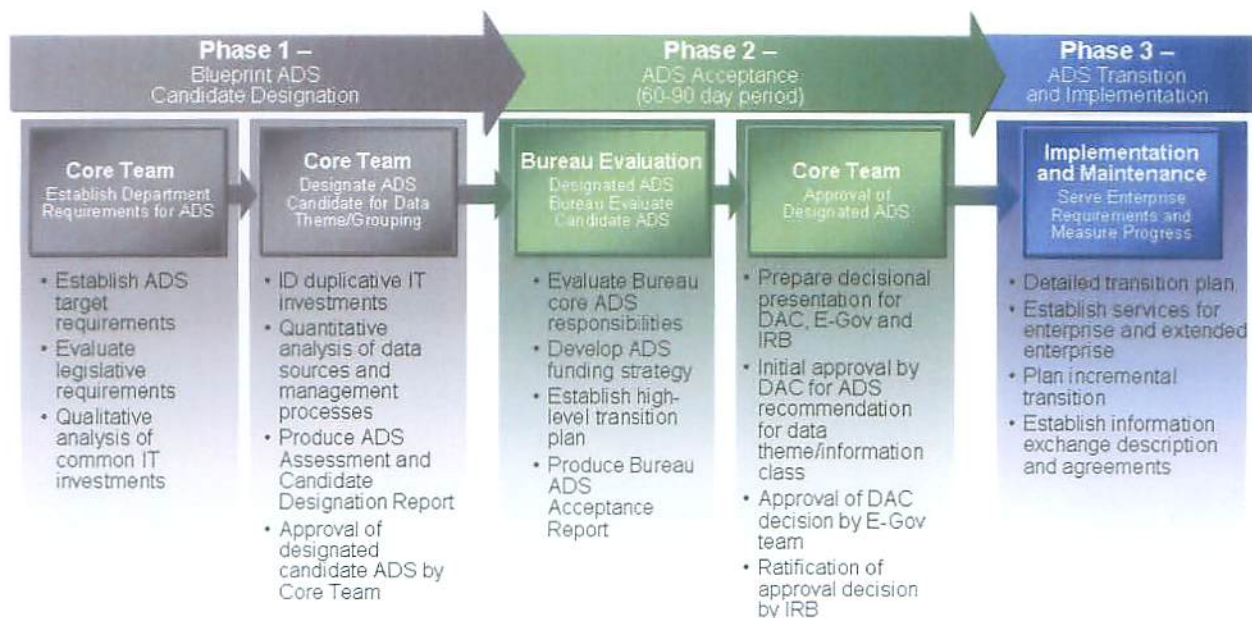 Phase 1 –
Blueprint ADS
Candidate Designation
Phase 2 –
ADS Acceptance
(60-90 day period)
Phase 3 –
ADS Transition
and Implementation
Core Team
Establish Department
Requirements for ADS
• Establish ADS
target
requirements
• Evaluate
legislative
requirements
• Qualitative
analysis of
common IT
investments
Core Team
Designate ADS
Candidate for Data
Theme/Grouping
• ID duplicative IT
investments
• Quantitative
analysis of data
sources and
management
processes
• Produce ADS
Assessment and
Candidate
Designation Report
• Approval of
designated
candidate ADS by
Core Team
Bureau Evaluation
Designated ADS
Bureau Evaluate
Candidate ADS
• Evaluate Bureau
core ADS
responsibilities
• Develop ADS
funding strategy
• Establish high-
level transition
plan
• Produce Bureau
ADS
Acceptance
Report
Core Team
Approval of
Designated ADS
• Prepare decisional
presentation for
DAC, E-Gov and
IRB
• Initial approval by
DAC for ADS
recommendation
for data
theme/information
class
• Approval of DAC
decision by E-Gov
team
• Ratification of
approval decision
by IRB
Implementation
and Maintenance
Serve Enterprise
Requirements and
Measure Progress
• Detailed transition plan
• Establish services for
enterprise and extended
enterprise
• Plan incremental
transition
• Establish information
exchange description
and agreements